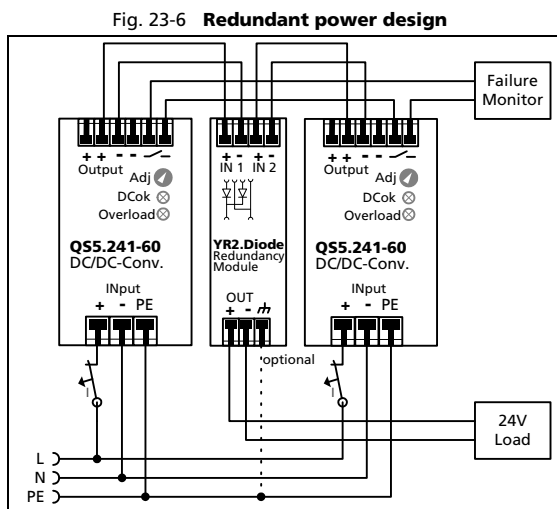 Fig. 23-6 Redundant power design
Failure
Monitor
+ + - -
Output
Adj
DCok
Overload
QS5.241-60
DC/DC-Conv.
INput
+ - PE
I
+ - + -
IN 1 IN 2
YR2.Diode
Redundancy
Module
OUT
+ -
optional
+ + - -
Output
Adj
DCok
Overload
QS5.241-60
DC/DC-Conv.
INput
+ - PE
I
24V
Load
L
N
PE